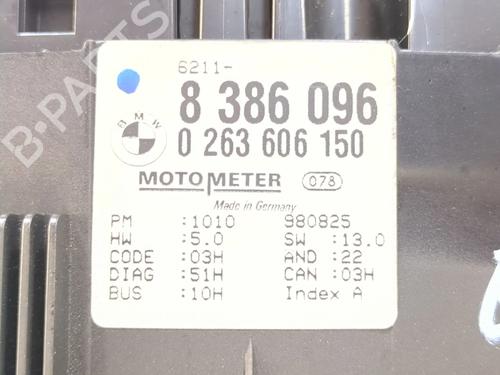 B-PARTS
6211-
BMW
8 386 096
0 263 606 150
MOTOMETER 078
Made in Germany
PM :1010 980825
HW :5.0 SW :13.0
CODE :03H AND :22
DIAG :51H CAN :03H
BUS :10H Index A